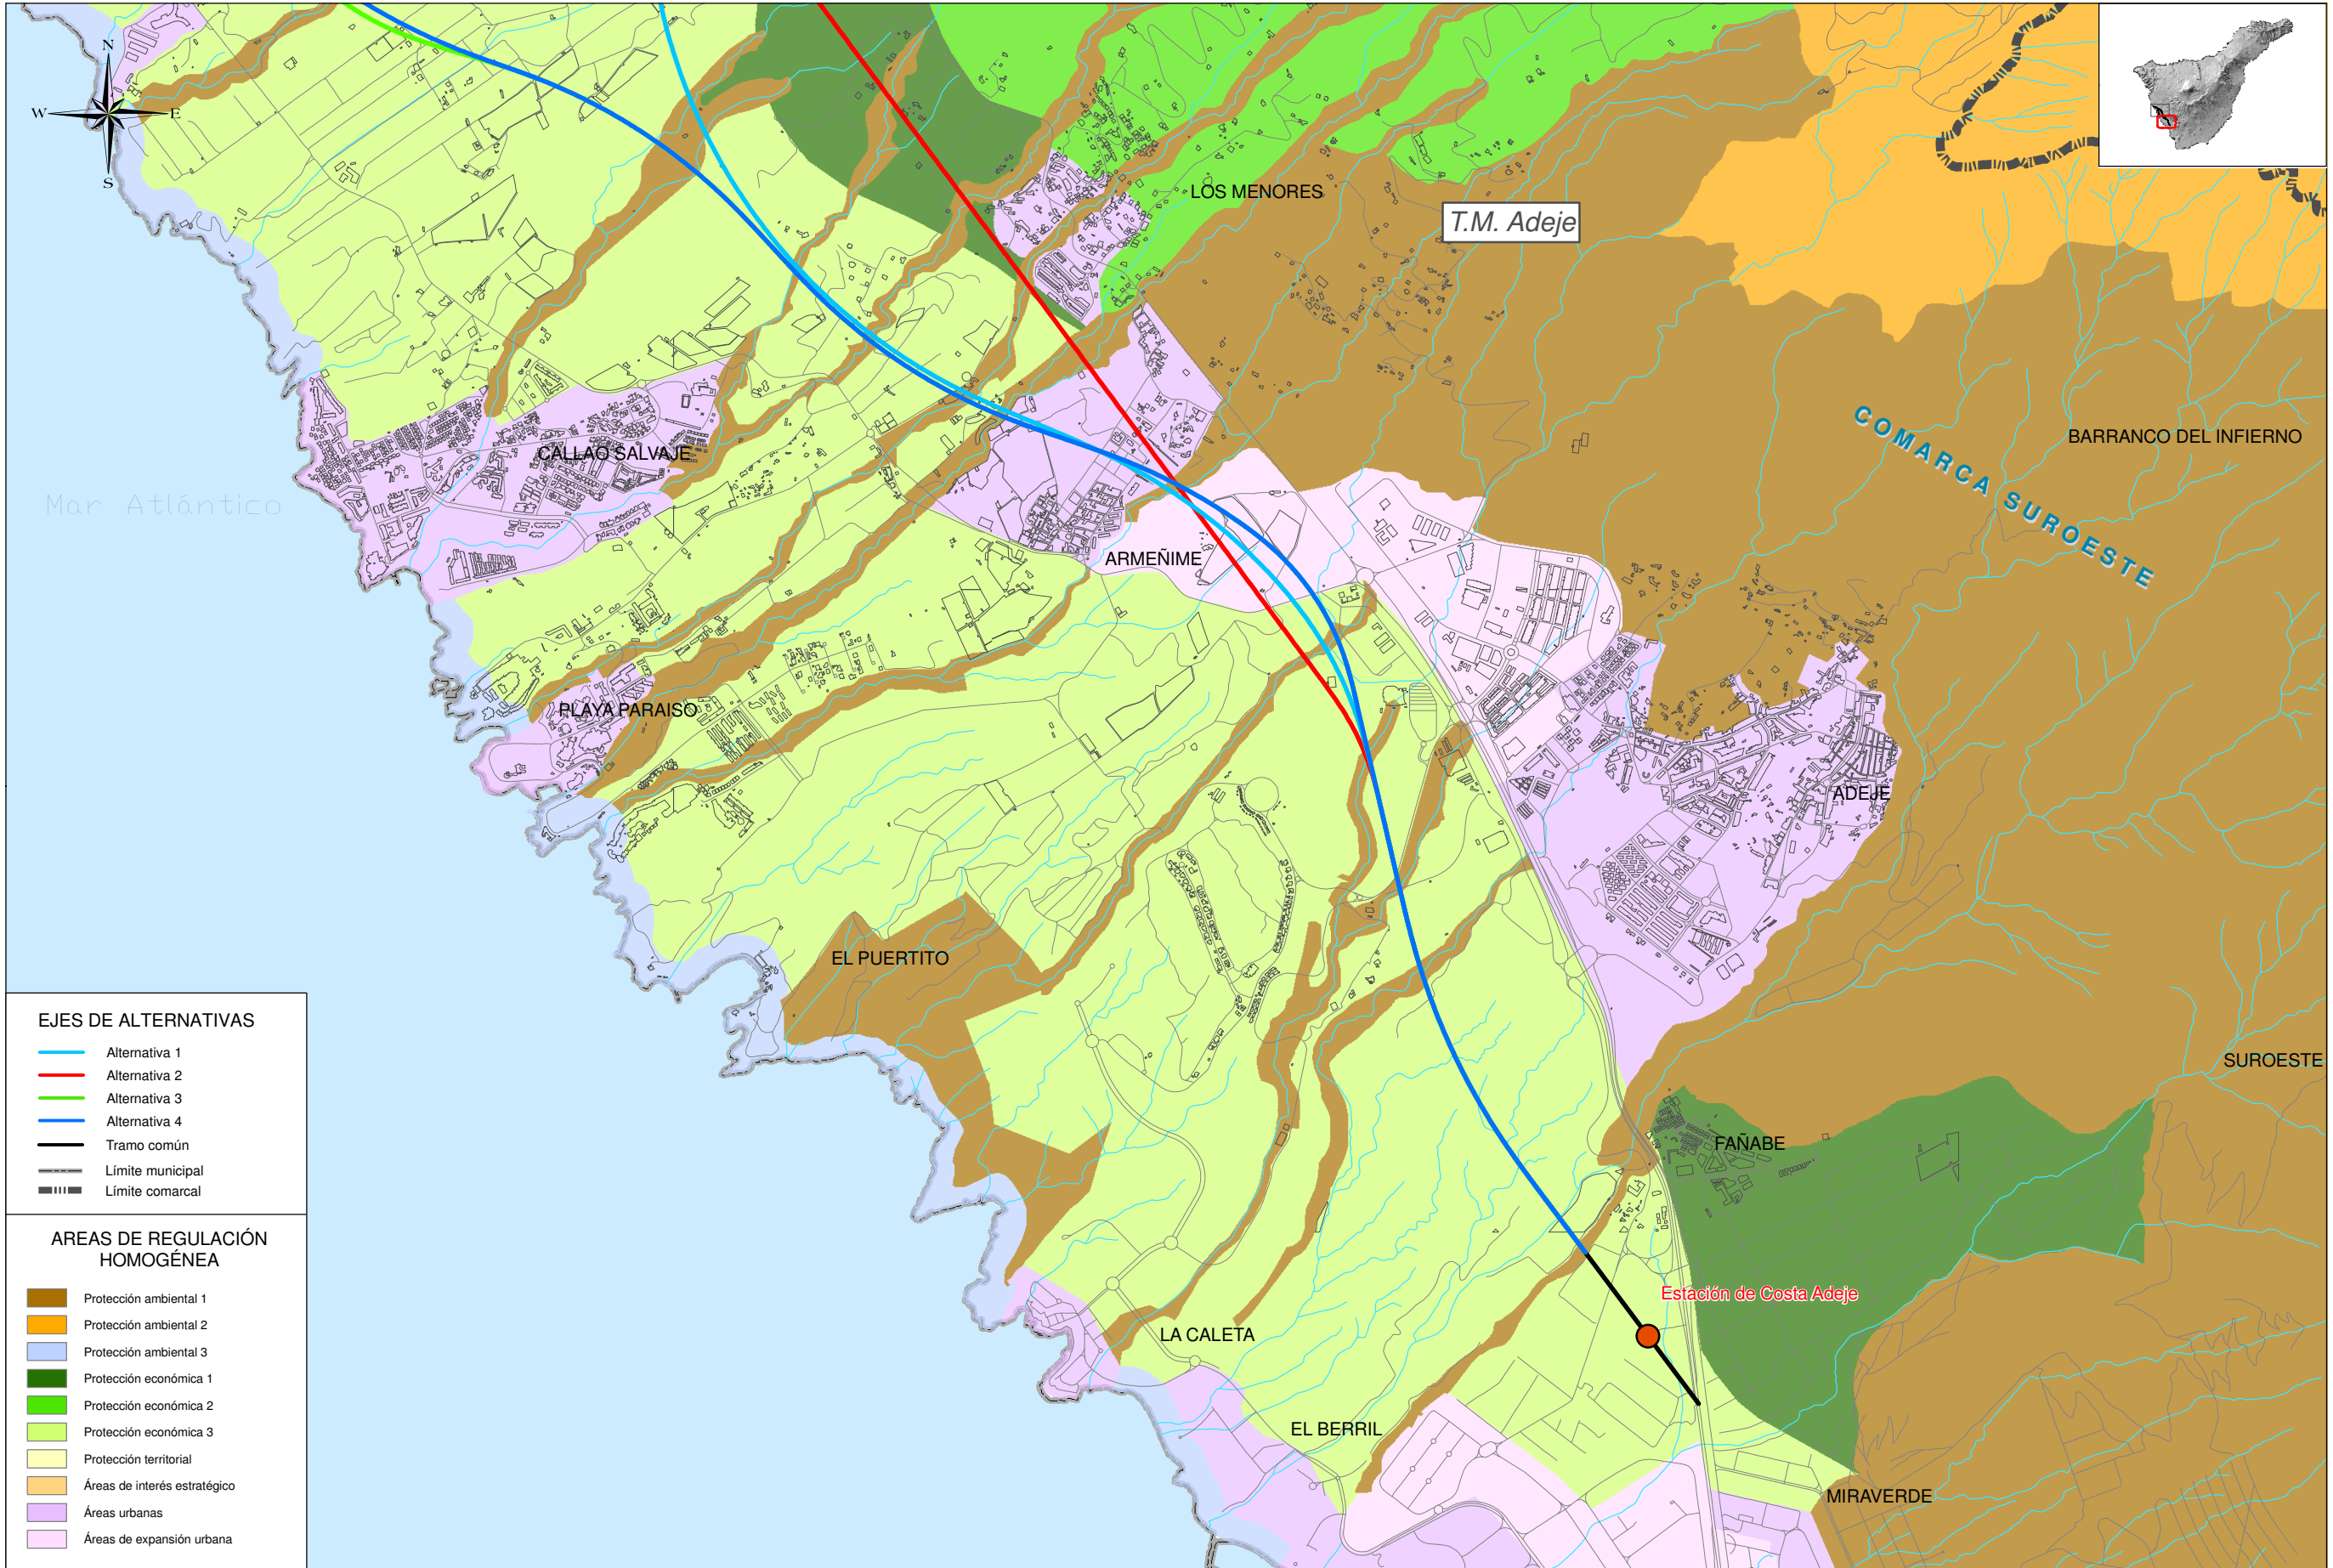 N
W
E
S
LOS MENORES
T.M. Adeje
COMARCA SUROESTE
BARRANCO DEL INFIERNO
CALLAO SALVAJE
Mar Atlántico
ARMEÑIME
PLAYA PARAISO
ADEJE
EL PUERTITO
SUROESTE
FAÑABE
Estación de Costa Adeje
LA CALETA
EL BERRIL
MIRAVERDE
EJES DE ALTERNATIVAS
Alternativa 1
Alternativa 2
Alternativa 3
Alternativa 4
Tramo común
Límite municipal
Límite comarcal
AREAS DE REGULACIÓN
HOMOGÉNEA
Protección ambiental 1
Protección ambiental 2
Protección ambiental 3
Protección económica 1
Protección económica 2
Protección económica 3
Protección territorial
Áreas de interés estratégico
Áreas urbanas
Áreas de expansión urbana